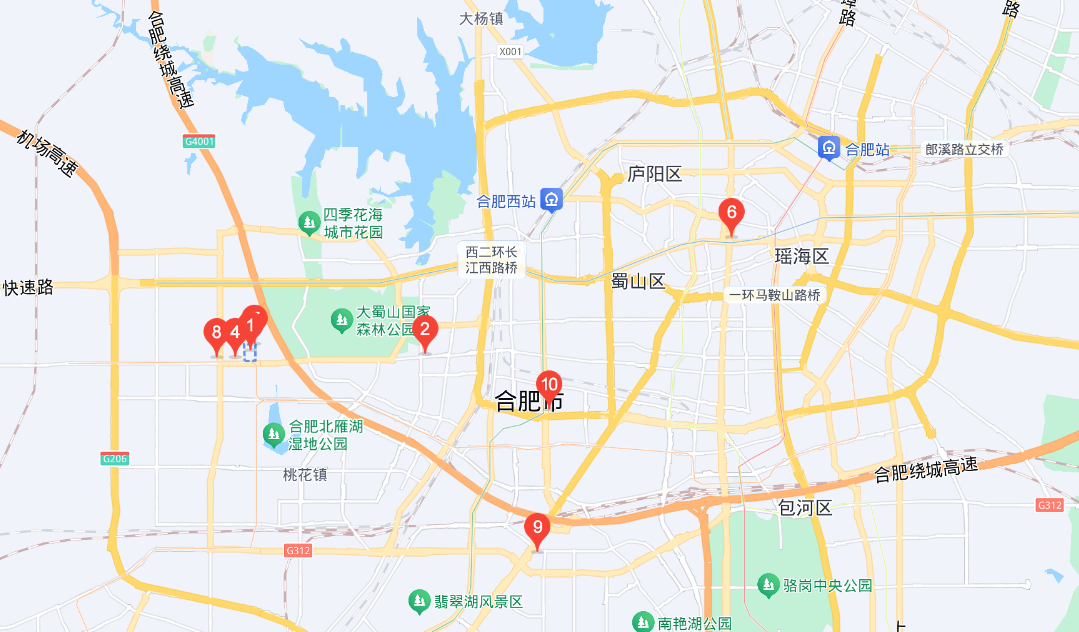 大杨镇
合肥绕城高速
X001
G4001
机场高速
合肥站
郎溪路立交桥
庐阳区
合肥西站
四季花海
城市花园
6
西二环长
江西路桥
瑶海区
蜀山区
快速路
一环马鞍山路桥
大蜀山国家
森林公园
8
4
1
2
10
合肥市
合肥北雁湖
湿地公园
G206
桃花镇
合肥绕城高速
包河区
G312
9
G312
骆岗中央公园
翡翠湖风景区
南艳湖公园